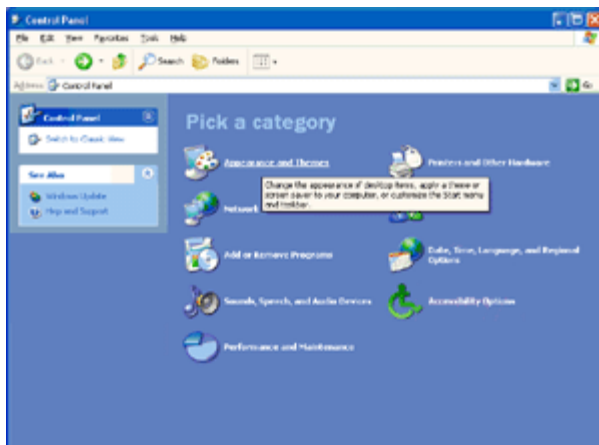 Control Panel
File Edit View Favorites Tools Help
Back Search Folders
Address Control Panel Go
Control Panel
Switch to Classic View
See Also
Windows Update
Help and Support
Pick a category
Appearance and Themes
Printers and Other Hardware
Change the appearance of desktop items, apply a theme or
screen saver to your computer, or customize the Start menu
and taskbar.
Network
Add or Remove Programs
Date, Time, Language, and Regional
Options
Sounds, Speech, and Audio Devices
Accessibility Options
Performance and Maintenance